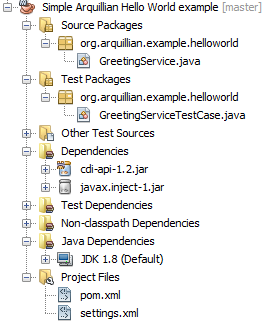 Simple Arquillian Hello World example [master]
Source Packages
org.arquillian.example.helloworld
GreetingService.java
Test Packages
org.arquillian.example.helloworld
GreetingServiceTestCase.java
Other Test Sources
Dependencies
cdi-api-1.2.jar
javax.inject-1.jar
Test Dependencies
Non-classpath Dependencies
Java Dependencies
JDK 1.8 (Default)
Project Files
pom.xml
settings.xml